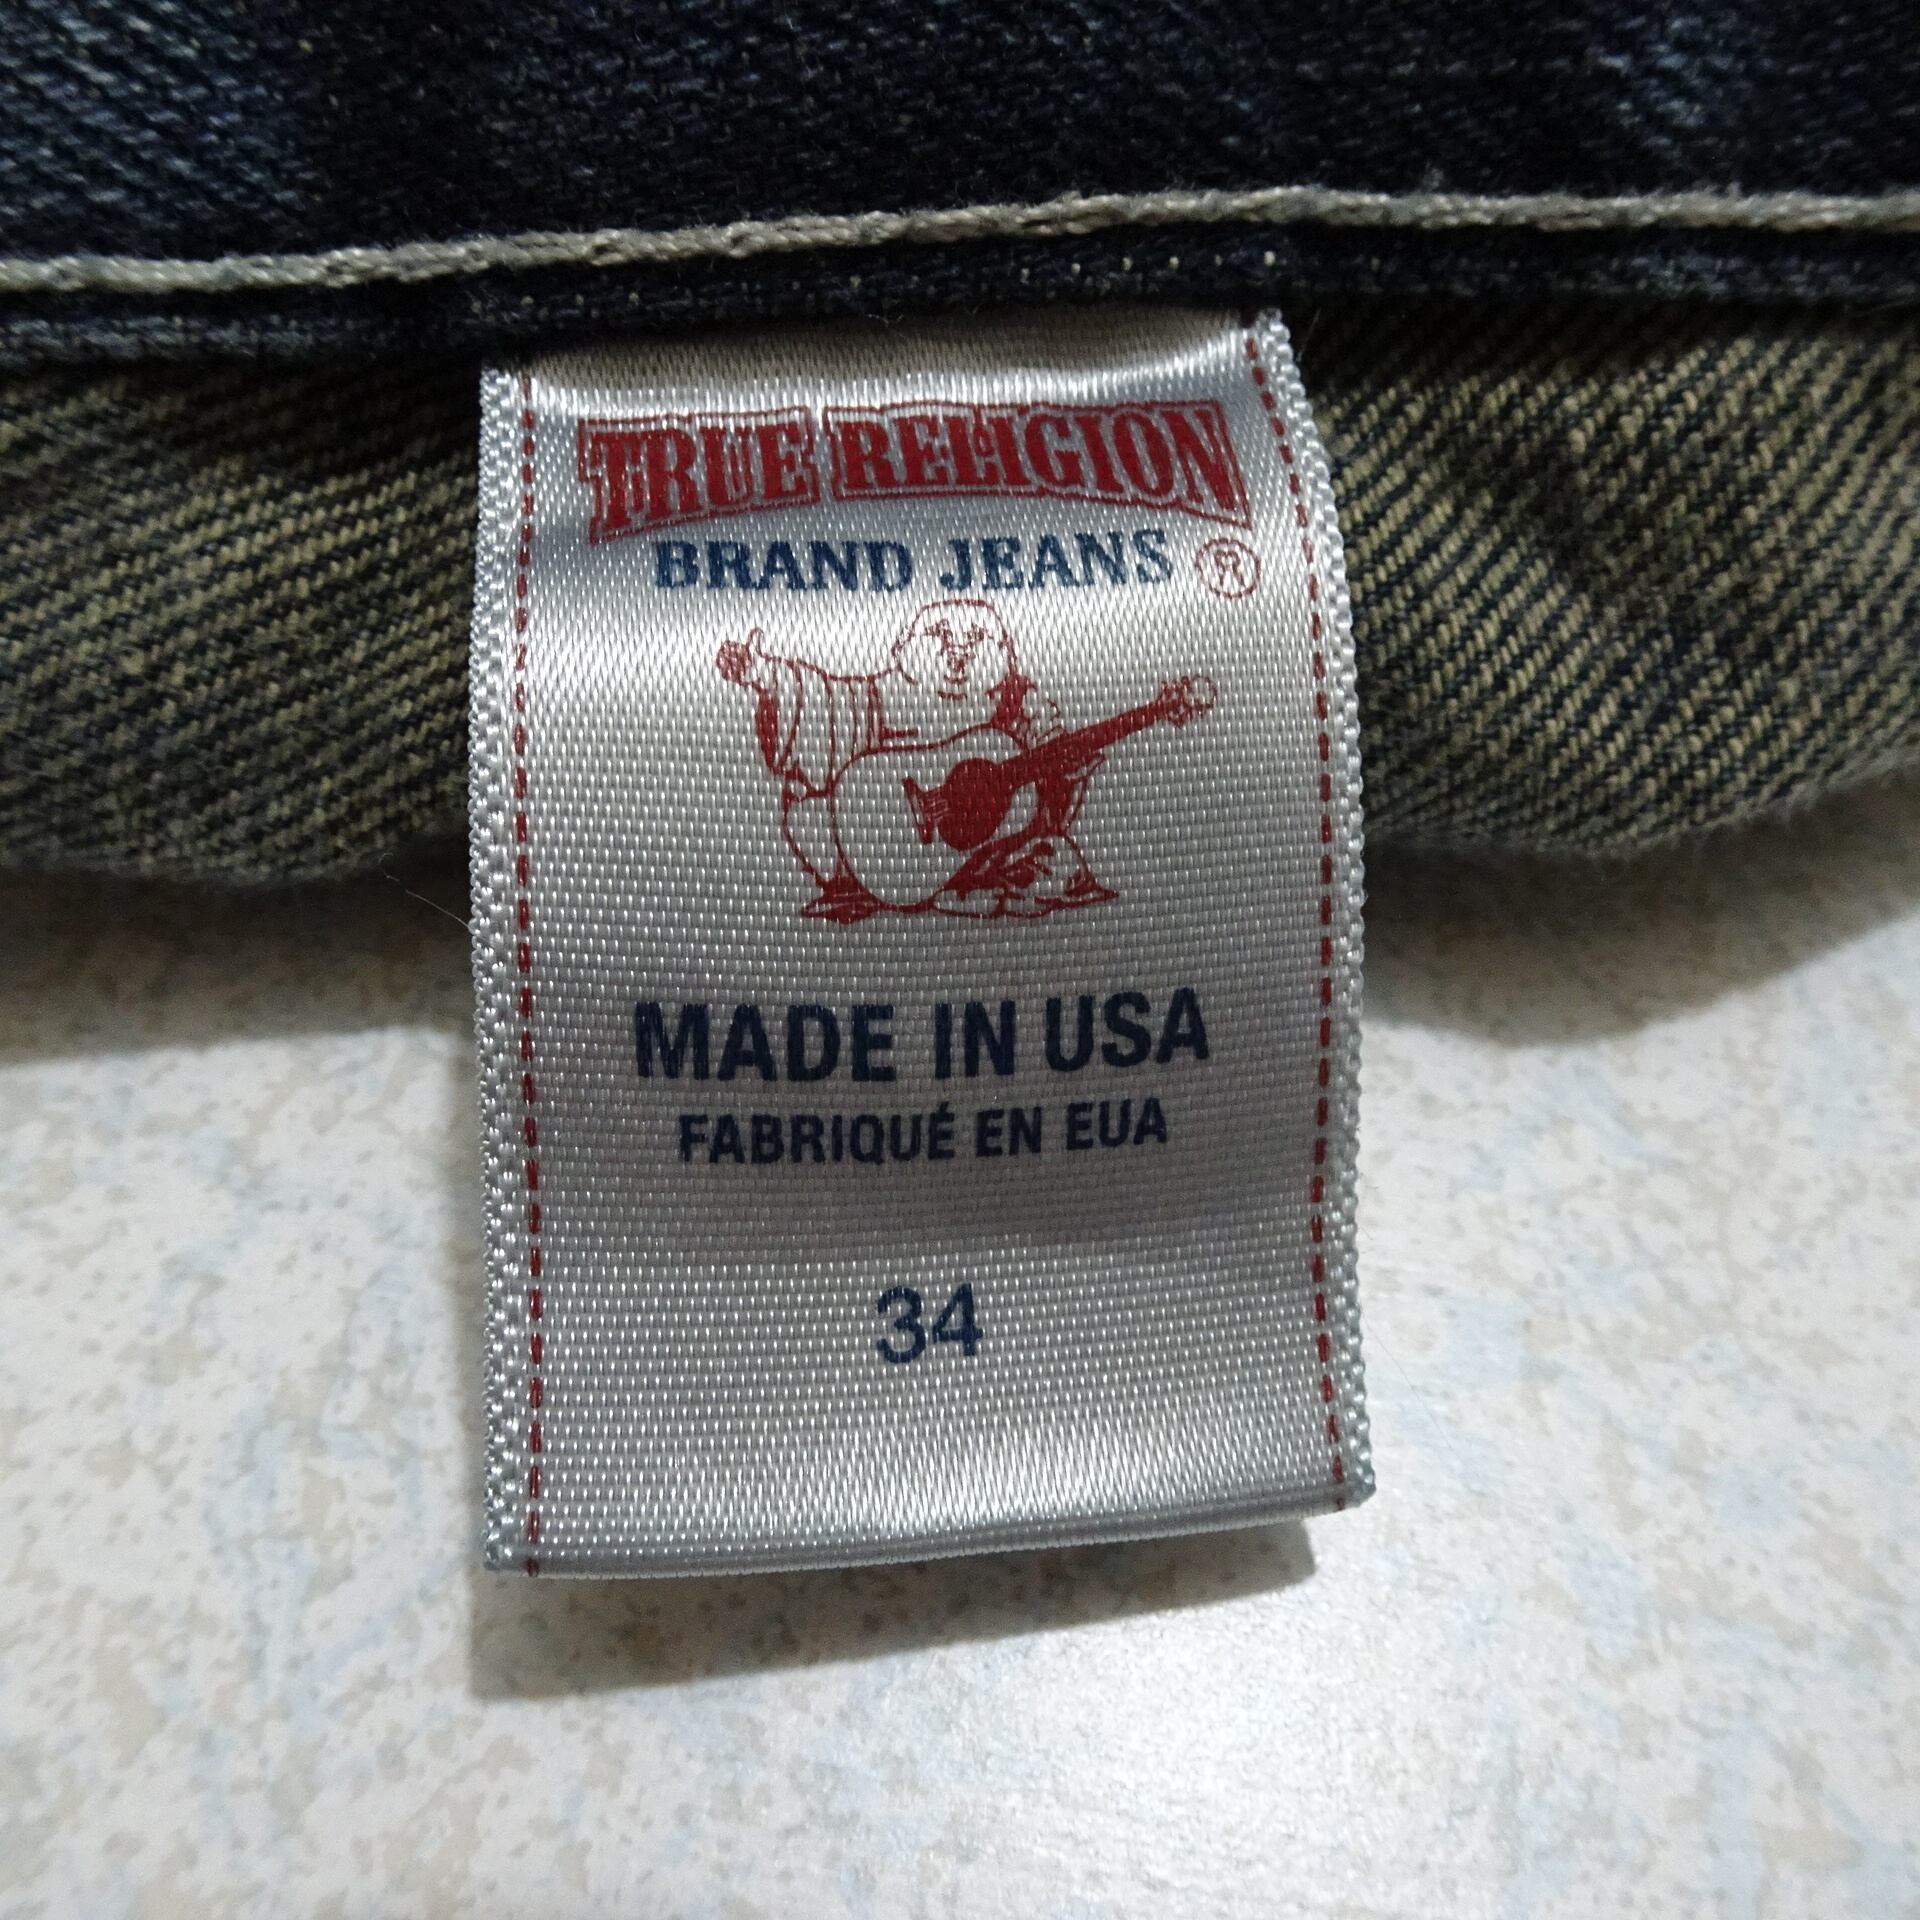 TRUE RELIGION
BRAND JEANS ®
MADE IN USA
FABRIQUÉ EN EUA
34